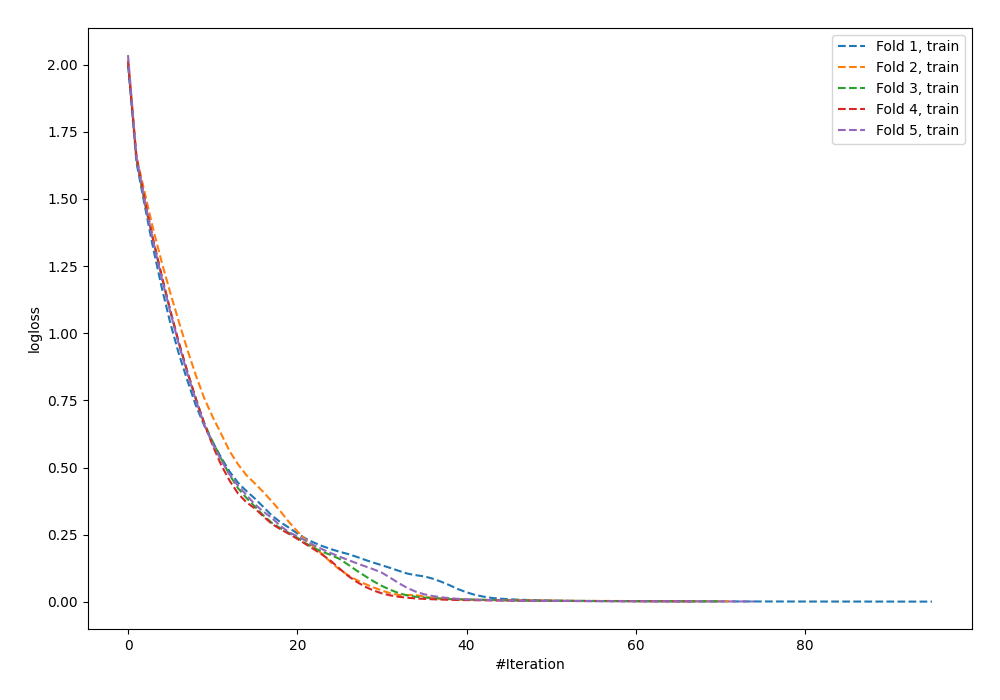 2.00
1.75
1.50
1.25
1.00
0.75
0.50
0.25
0.00
logloss
0 20 40 60 80
#Iteration
Fold 1, train
Fold 2, train
Fold 3, train
Fold 4, train
Fold 5, train